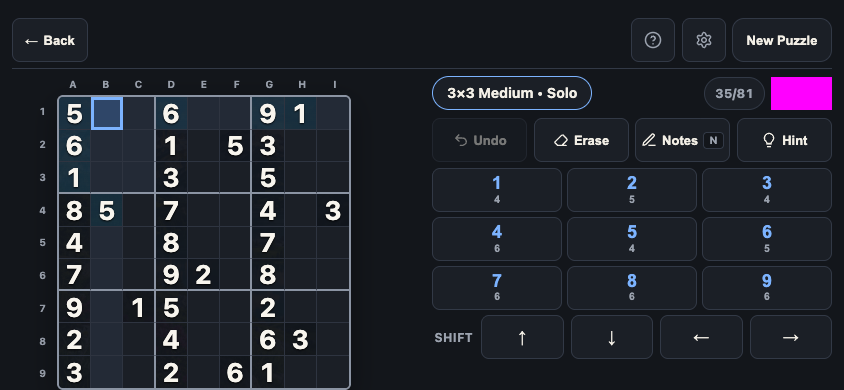 ← Back
New Puzzle
A B C D E F G H I
3×3 Medium • Solo
35/81
1 5 6 9 1
2 6 1 5 3
3 1 3 5
4 8 5 7 4 3
5 4 8 7
6 7 9 2 8
7 9 1 5 2
8 2 4 6 3
9 3 2 6 1
Undo
Erase
Notes N
Hint
1 2 3
4 5 4
4 5 6
6 4 5
7 8 9
6 6 6
SHIFT ↑ ↓ ← →